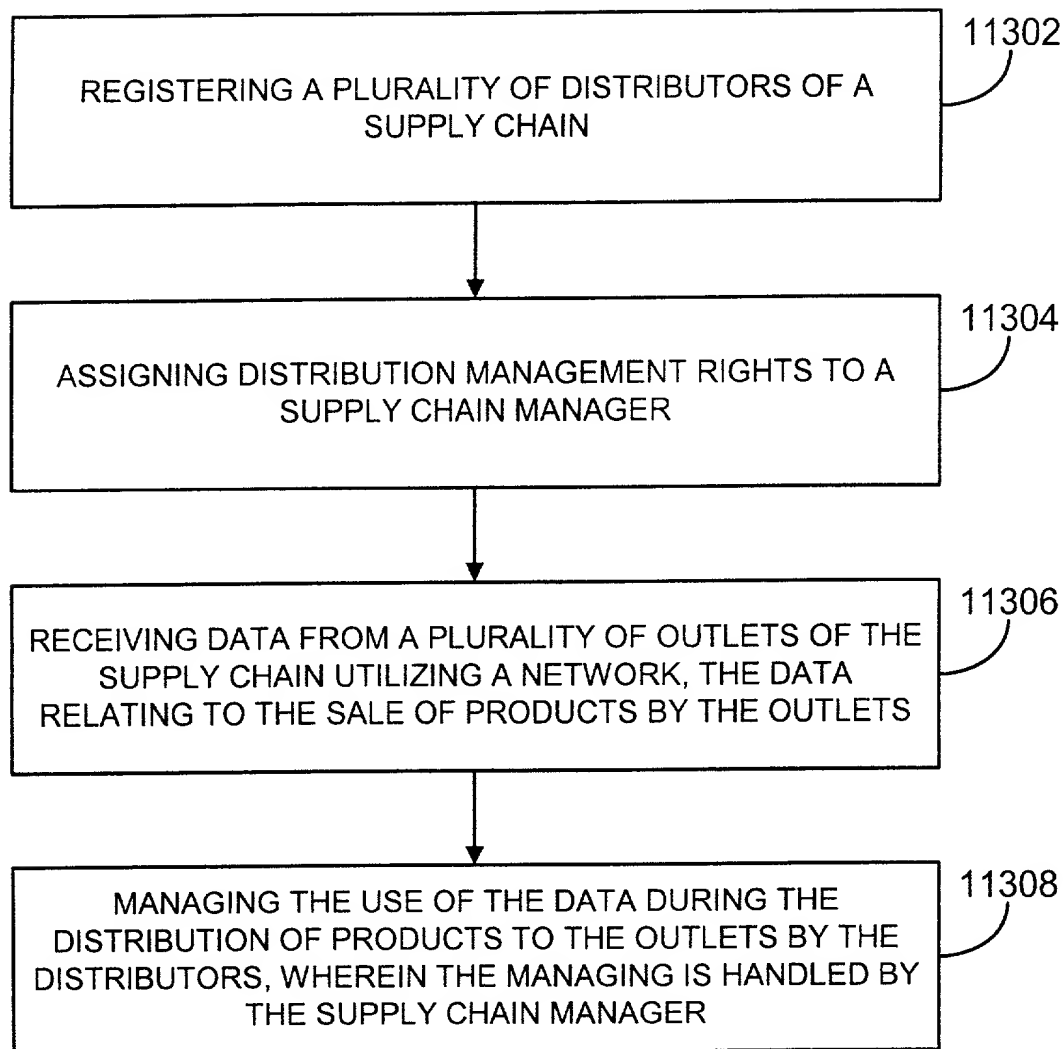 11302
REGISTERING A PLURALITY OF DISTRIBUTORS OF A
SUPPLY CHAIN
11304
ASSIGNING DISTRIBUTION MANAGEMENT RIGHTS TO A
SUPPLY CHAIN MANAGER
11306
RECEIVING DATA FROM A PLURALITY OF OUTLETS OF THE
SUPPLY CHAIN UTILIZING A NETWORK, THE DATA
RELATING TO THE SALE OF PRODUCTS BY THE OUTLETS
11308
MANAGING THE USE OF THE DATA DURING THE
DISTRIBUTION OF PRODUCTS TO THE OUTLETS BY THE
DISTRIBUTORS, WHEREIN THE MANAGING IS HANDLED BY
THE SUPPLY CHAIN MANAGER